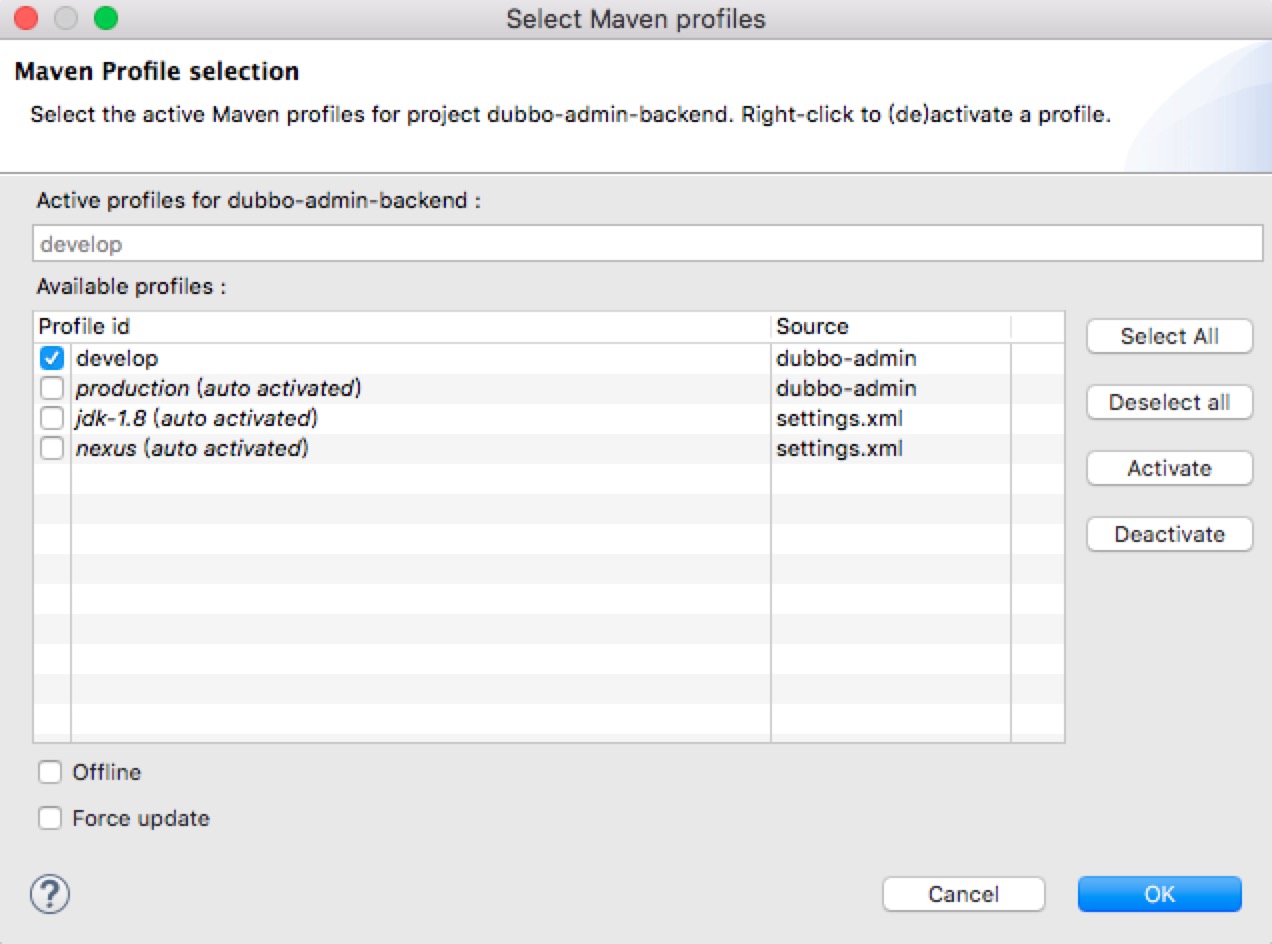 Select Maven profiles
Maven Profile selection
Select the active Maven profiles for project dubbo-admin-backend. Right-click to (de)activate a profile.
Active profiles for dubbo-admin-backend :
develop
Available profiles :
Profile id Source
develop dubbo-admin
production (auto activated) dubbo-admin
jdk-1.8 (auto activated) settings.xml
nexus (auto activated) settings.xml
Select All
Deselect all
Activate
Deactivate
Offline
Force update
? Cancel OK